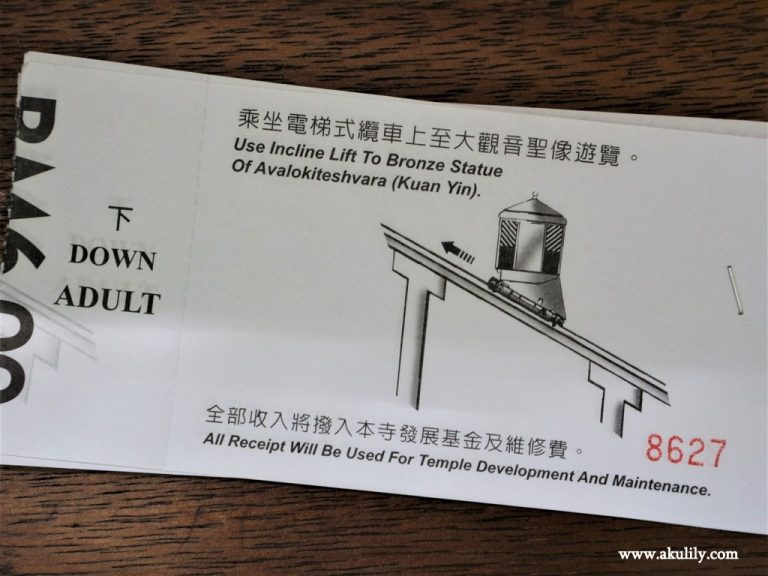 乘坐電梯式纜車上至大觀音聖像遊覽。
Use Incline Lift To Bronze Statue
Of Avalokiteshvara (Kuan Yin).
下
DOWN
ADULT
全部收入將撥入本寺發展基金及維修費。
All Receipt Will Be Used For Temple Development And Maintenance.
8627
www.akulily.com